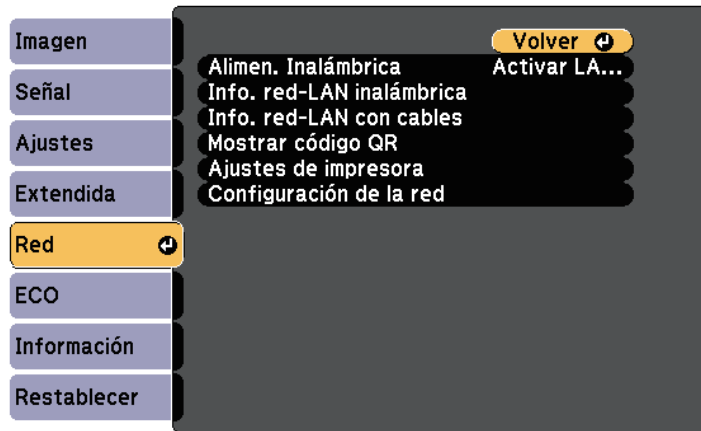 Imagen
Señal
Ajustes
Extendida
Red
ECO
Información
Restablecer
Volver
Alimen. Inalámbrica Activar LA...
Info. red-LAN inalámbrica
Info. red-LAN con cables
Mostrar código QR
Ajustes de impresora
Configuración de la red